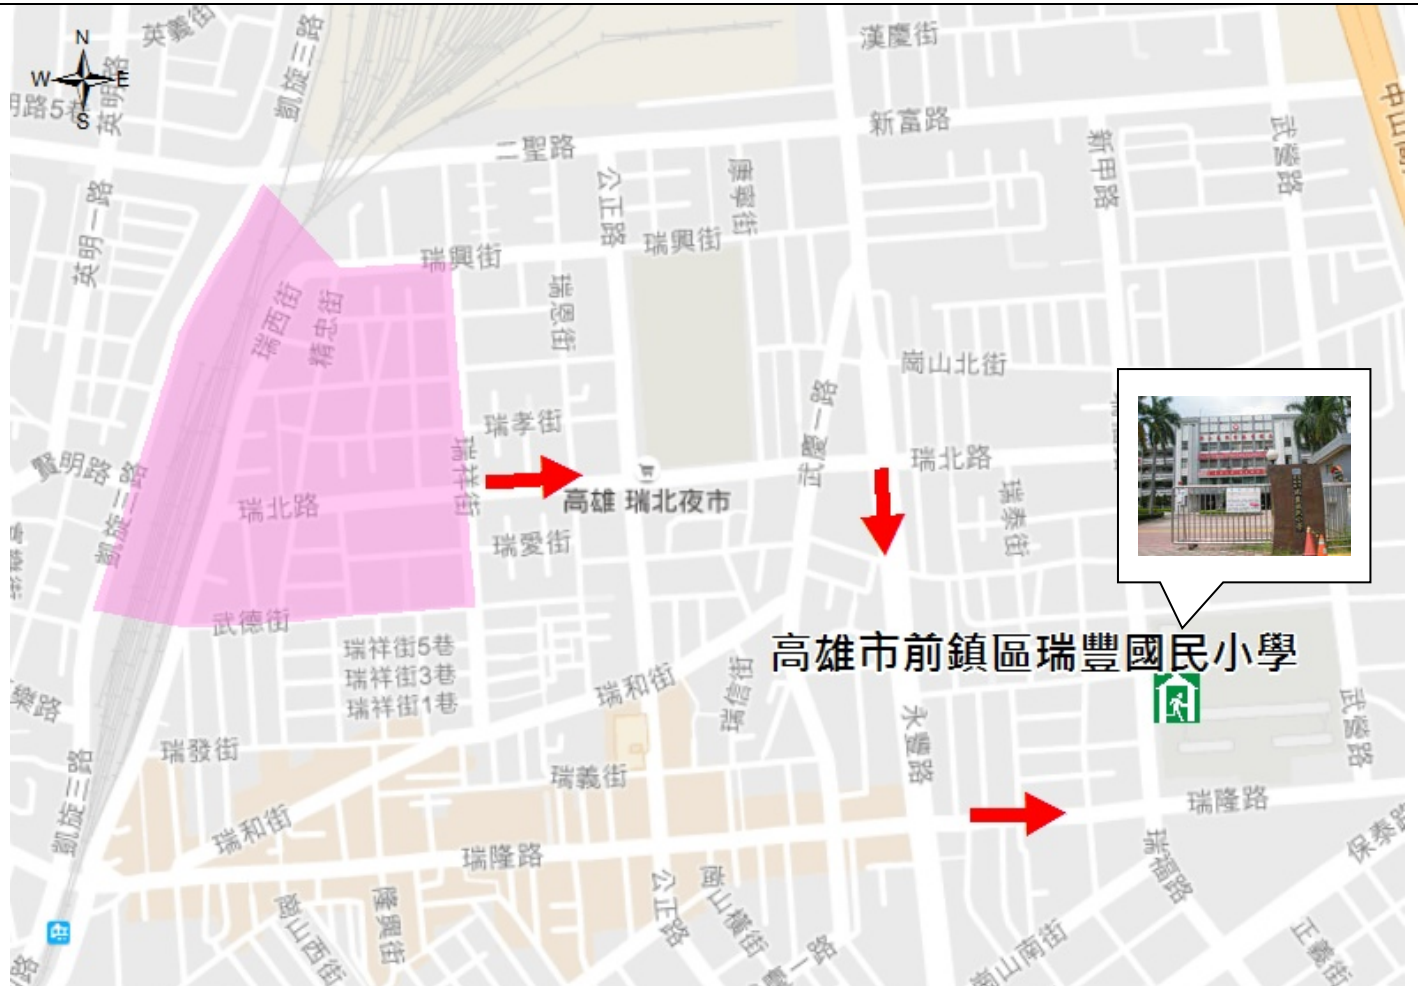 N
W E
S
英義街
凱旋三路
漢慶街
英明路
二聖路
新富路
新甲路
武營路
公正路
康寧街
英明一路
瑞興街
瑞興街
瑞西街
精忠街
瑞恩街
崗山北街
武慶一路
瑞孝街
瑞祥街
賢明路
凱旋三路
瑞北路
瑞北路
高雄 瑞北夜市
瑞愛街
瑞泰街
武德街
瑞祥街5巷
瑞祥街3巷
瑞祥街1巷
高雄市前鎮區瑞豐國民小學
瑞和街
瑞信街
永豐路
武營路
樂路
瑞發街
瑞義街
凱旋三路
瑞和街
瑞隆路
瑞隆路
瑞福路
保泰路
公正路
崗山橫街
隆興街
崗山西街
崗山南街
正義街